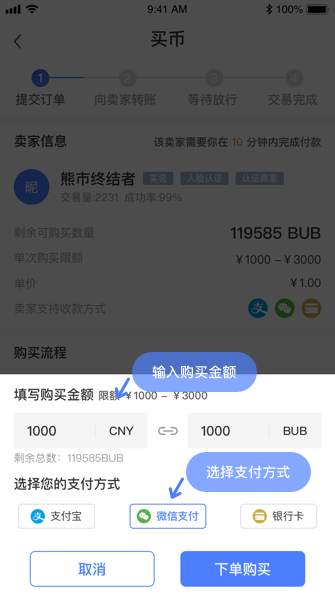 9:41 AM
100%
买币
1
2
3
4
提交订单
向卖家转账
等待放行
交易完成
卖家信息
该卖家需要你在 10 分钟内完成付款
昵
熊市终结者
实名
人脸认证
认证商家
交易量:2231 成功率:99%
剩余可购买数量
119585 BUB
单次购买限额
￥1000 –￥3000
单价
￥1.00
卖家支持收款方式
购买流程
输入购买金额
填写购买金额 限额 ￥1000 – ￥3000
1000
CNY
1000
BUB
剩余总数: 119585BUB
选择支付方式
选择您的支付方式
支付宝
微信支付
银行卡
取消
下单购买